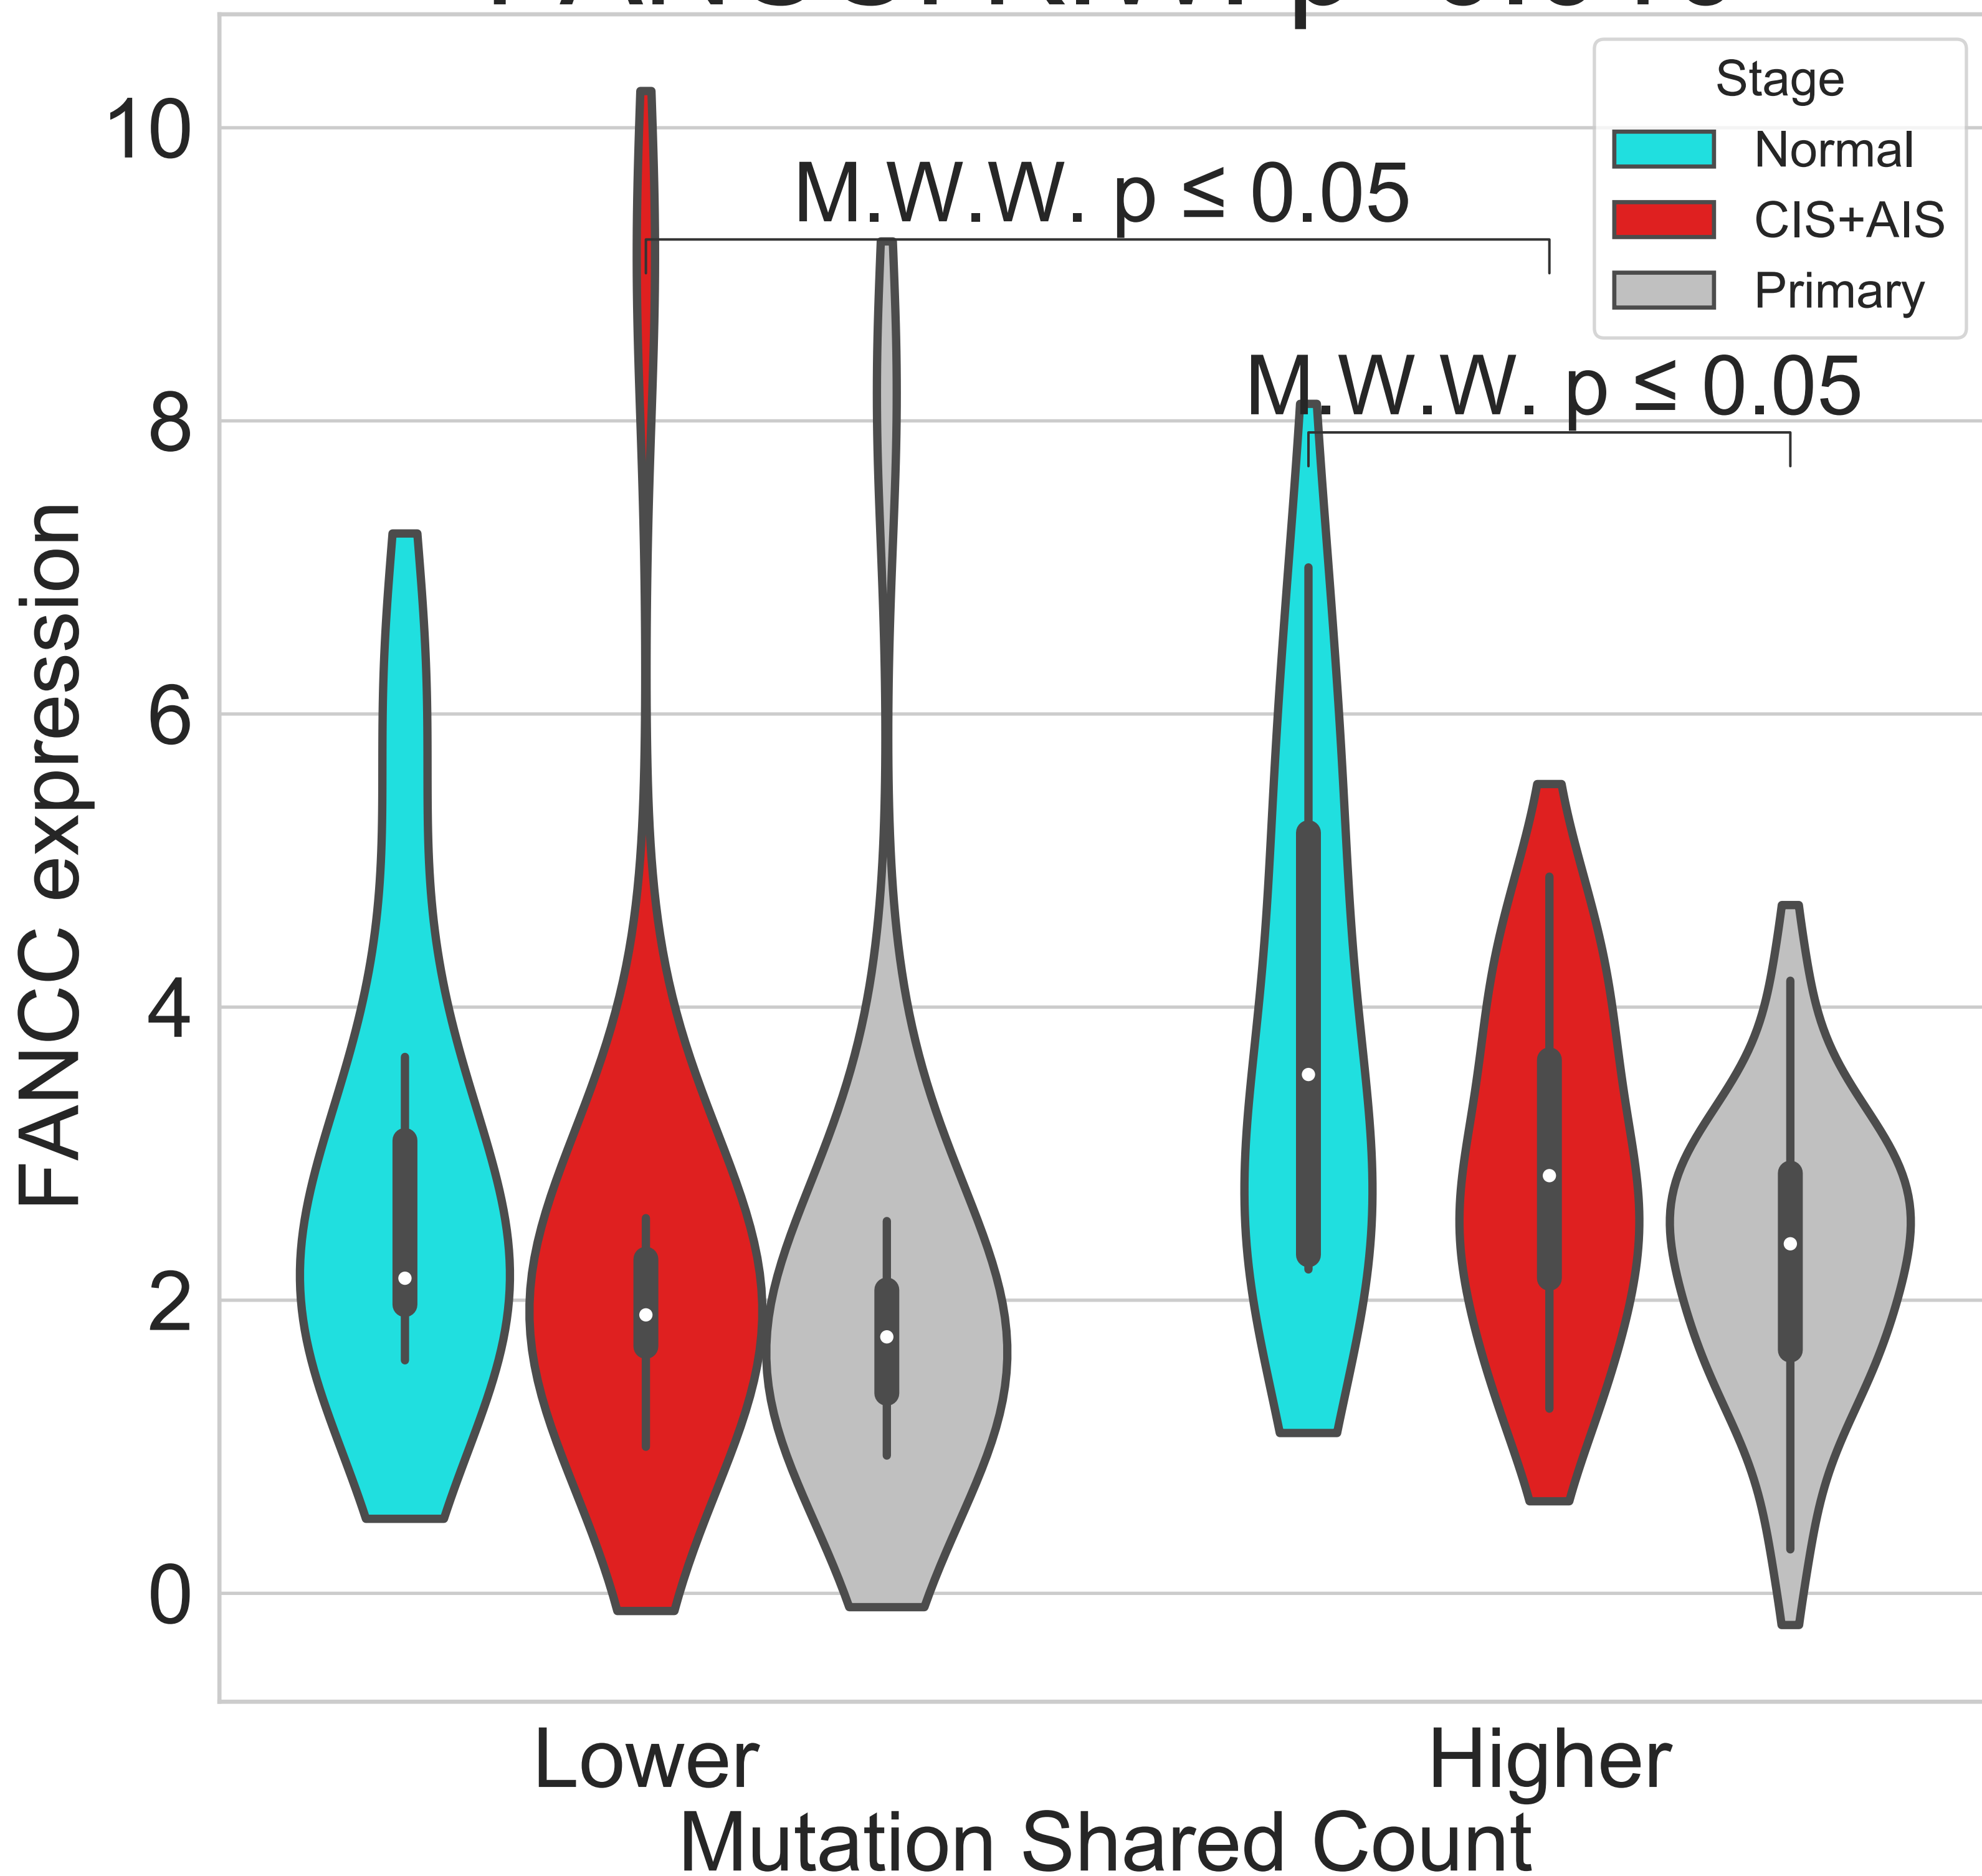 Stage
Normal
CIS+AIS
Primary
M.W.W. p ≤ 0.05
M.W.W. p ≤ 0.05
10
8
6
4
2
0
FANCC expression
Lower
Higher
Mutation Shared Count